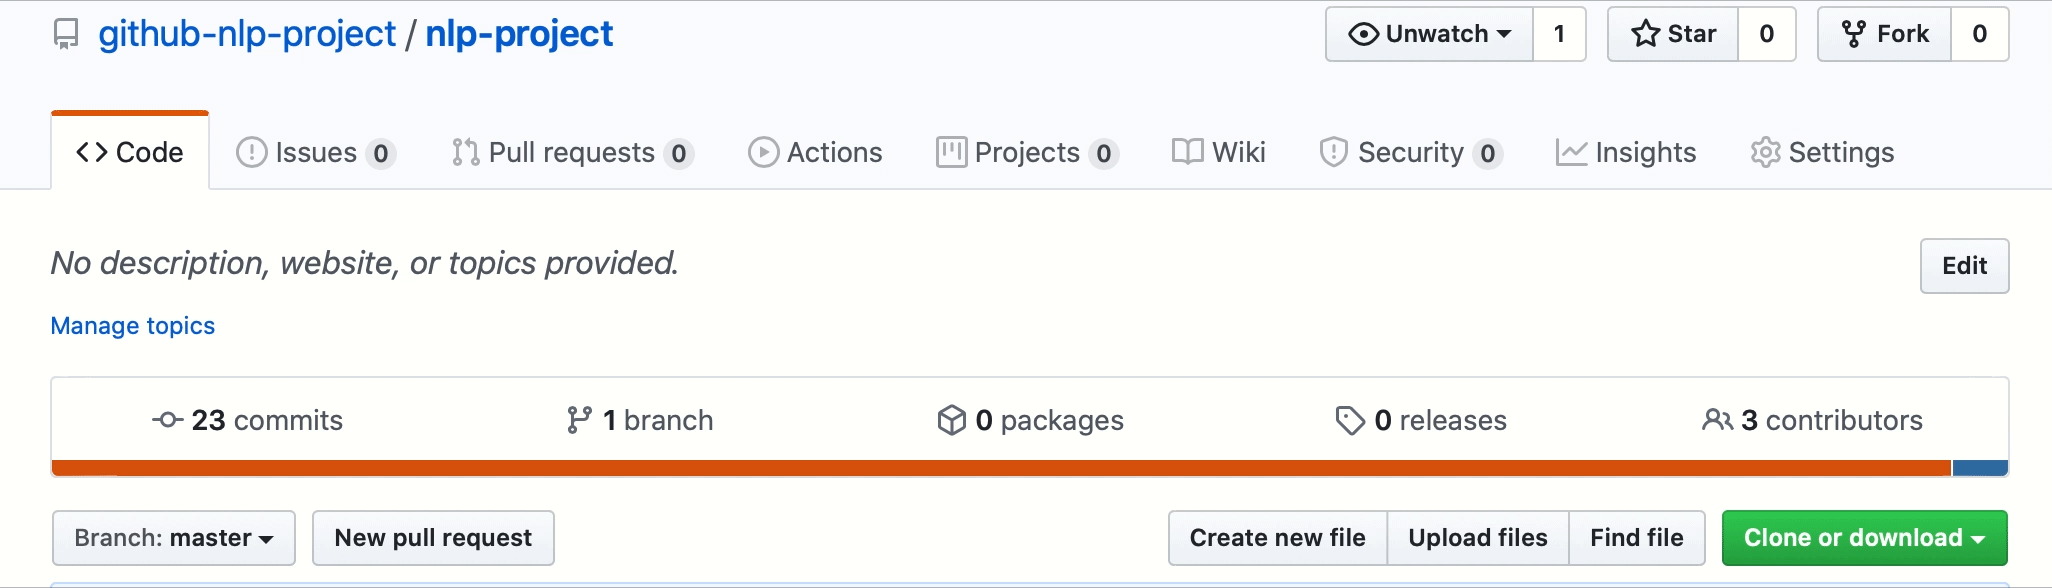 github-nlp-project / nlp-project Unwatch 1 Star 0 Fork 0
Code Issues 0 Pull requests 0 Actions Projects 0 Wiki Security 0 Insights Settings
No description, website, or topics provided. Edit
Manage topics
23 commits 1 branch 0 packages 0 releases 3 contributors
Branch: master New pull request Create new file Upload files Find file Clone or download